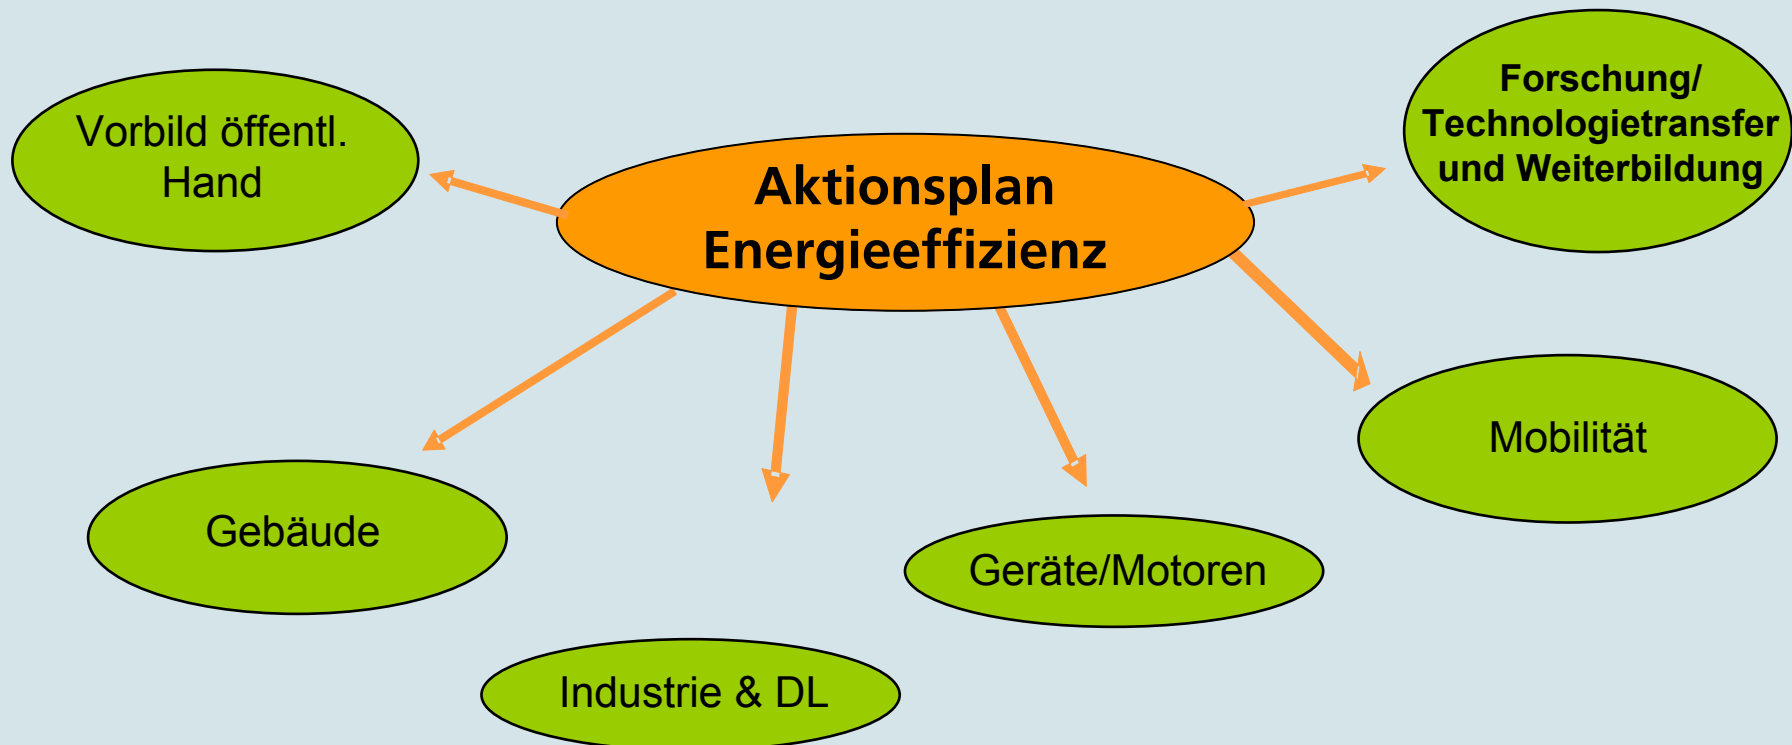 Forschung/
Technologietransfer
und Weiterbildung
Vorbild öffentl.
Hand
Aktionsplan
Energieeffizienz
Mobilität
Gebäude
Geräte/Motoren
Industrie & DL